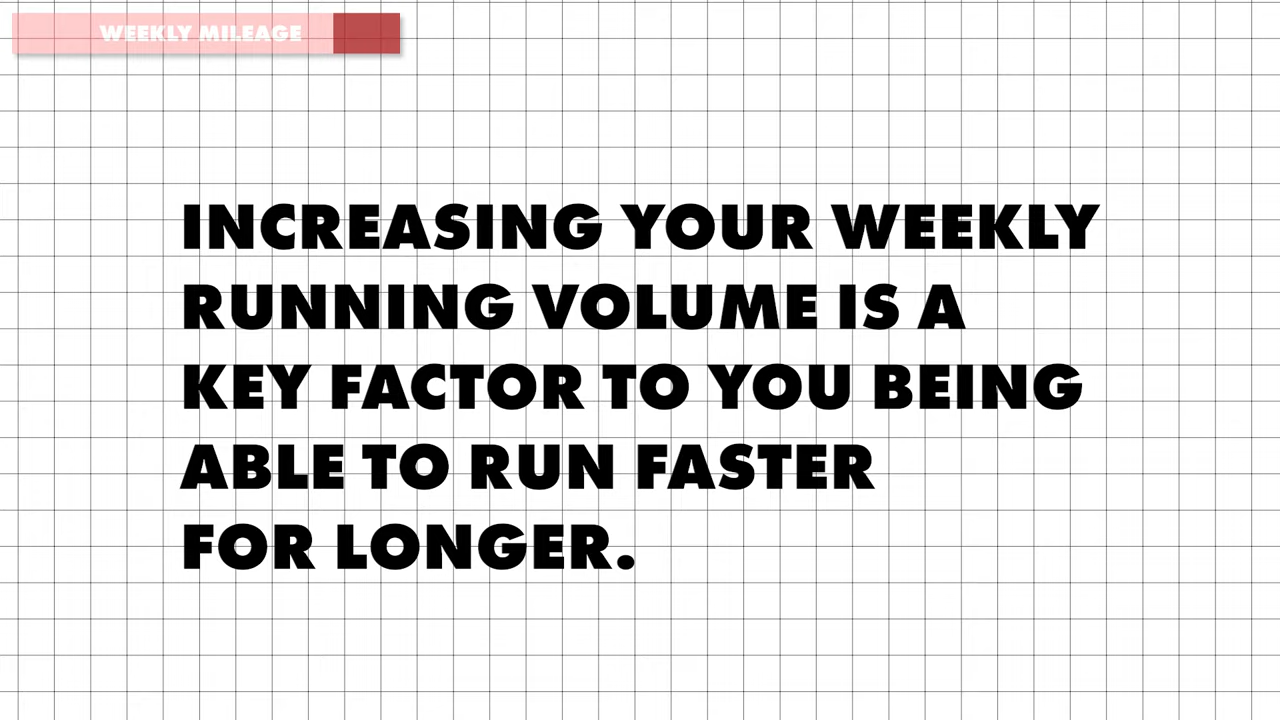 WEEKLY MILEAGE
INCREASING YOUR WEEKLY
RUNNING VOLUME IS A
KEY FACTOR TO YOU BEING
ABLE TO RUN FASTER
FOR LONGER.